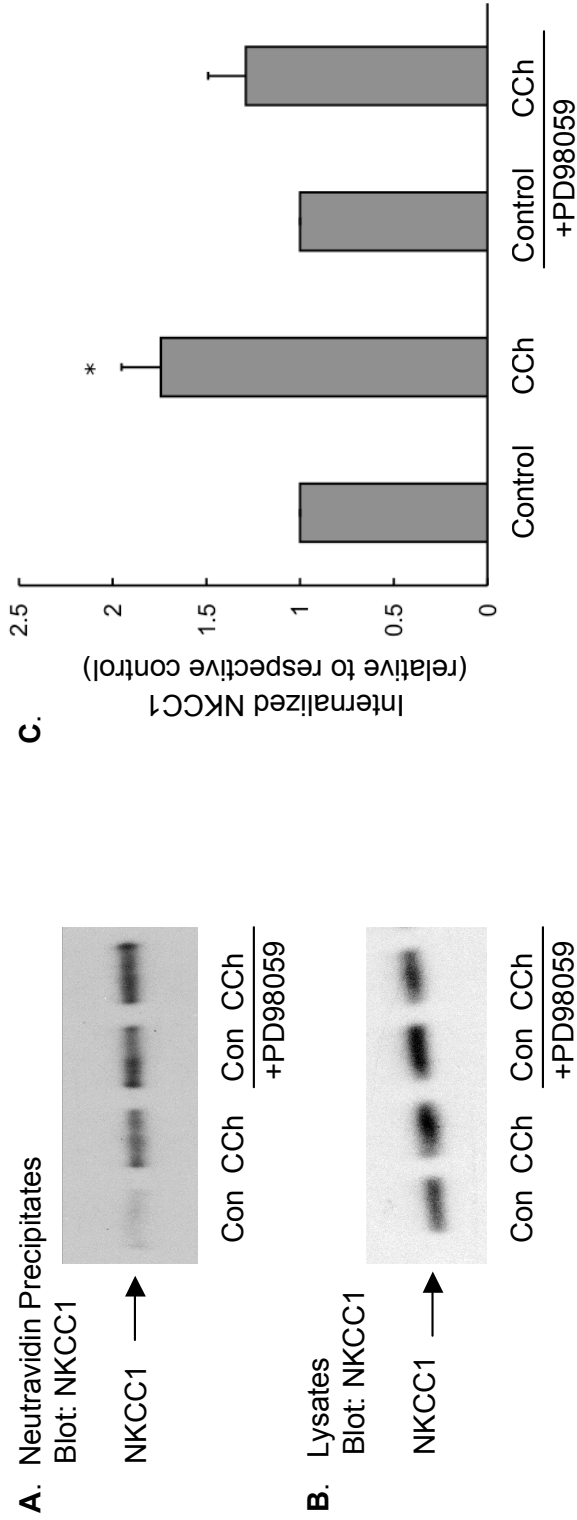 A. Neutravidin Precipitates
Blot: NKCC1
NKCC1
Con CCh Con CCh
+PD98059
B. Lysates
Blot: NKCC1
NKCC1
Con CCh Con CCh
+PD98059
C.
Internalized NKCC1
(relative to respective control)
2.5
2
1.5
1
0.5
0
*
Control CCh Control CCh
+PD98059